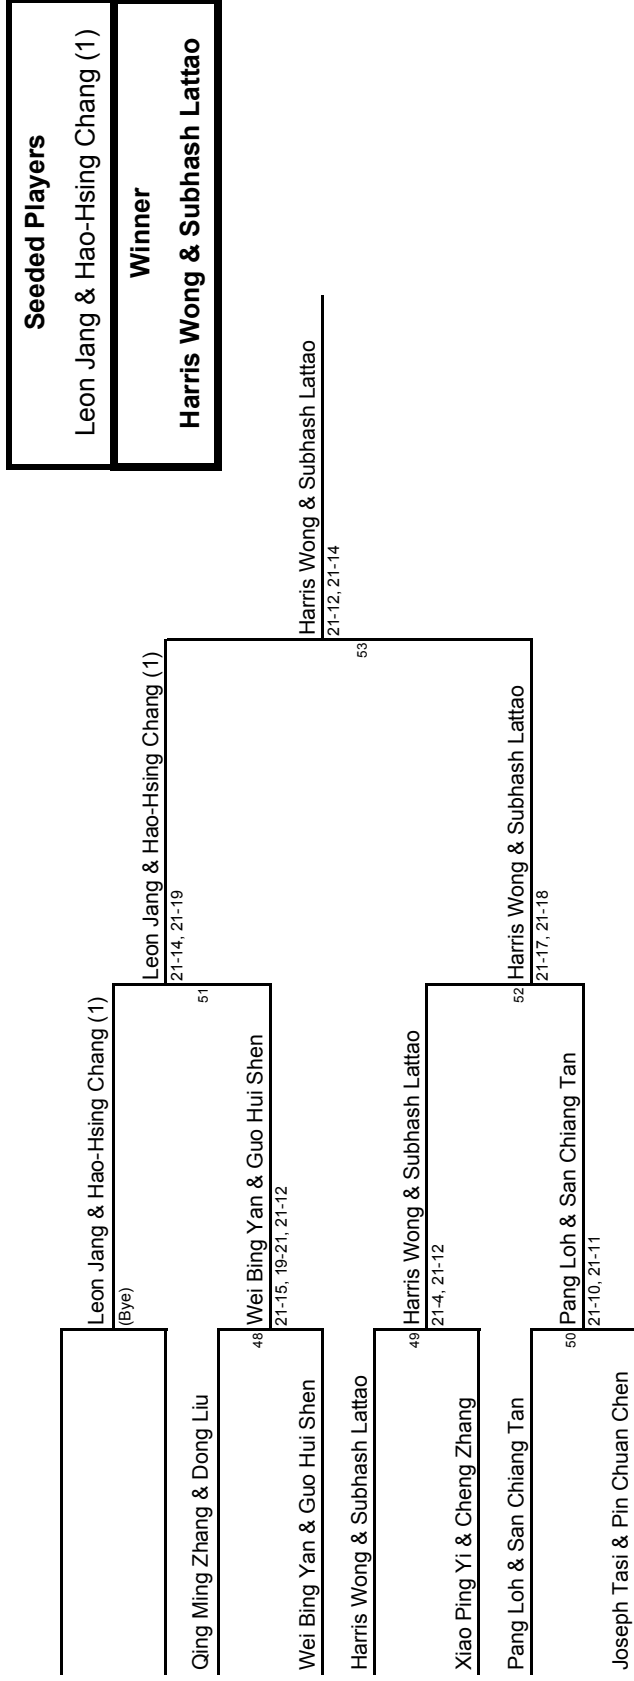 Seeded Players
Leon Jang & Hao-Hsing Chang (1)
Winner
Harris Wong & Subhash Lattao
Leon Jang & Hao-Hsing Chang (1)
(Bye)
Qing Ming Zhang & Dong Liu
48
Wei Bing Yan & Guo Hui Shen
21-15, 19-21, 21-12
Wei Bing Yan & Guo Hui Shen
Harris Wong & Subhash Lattao
49
Harris Wong & Subhash Lattao
21-4, 21-12
Xiao Ping Yi & Cheng Zhang
Pang Loh & San Chiang Tan
50
Pang Loh & San Chiang Tan
21-10, 21-11
Joseph Tasi & Pin Chuan Chen
Leon Jang & Hao-Hsing Chang (1)
21-14, 21-19
51
52
Harris Wong & Subhash Lattao
21-17, 21-18
Harris Wong & Subhash Lattao
21-12, 21-14
53